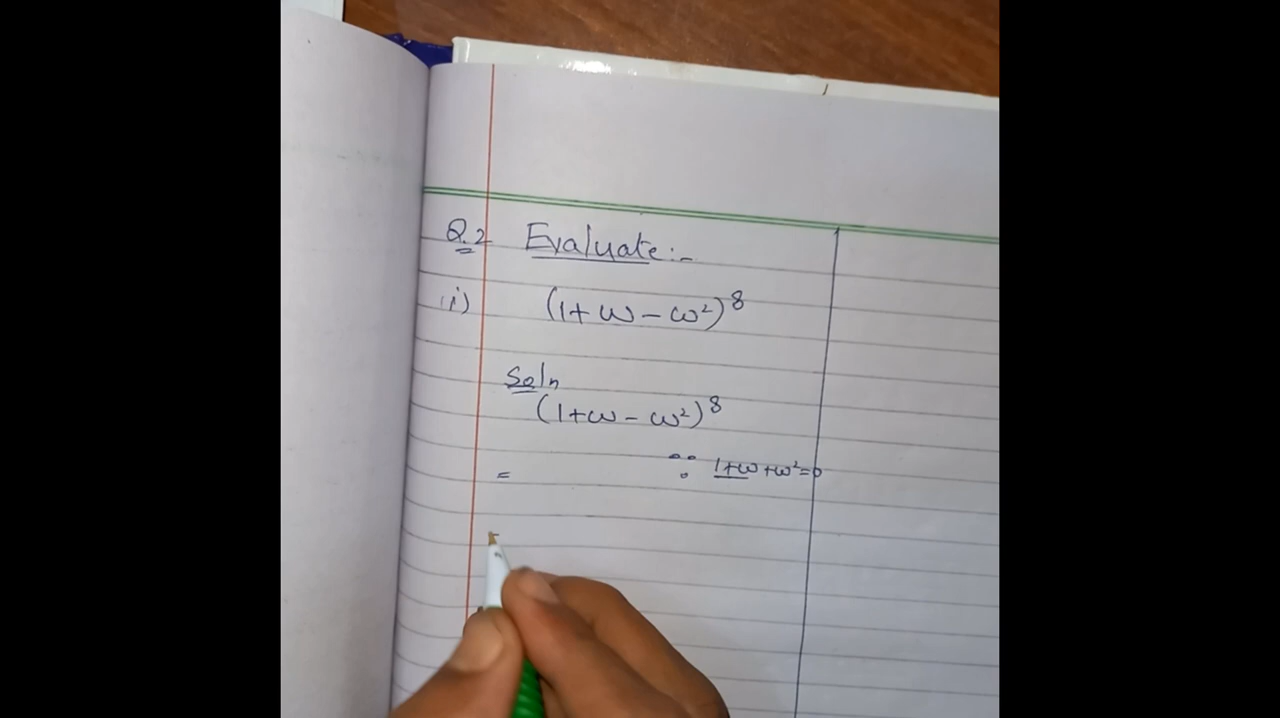 Q.2 Evaluate:-
(i) (1+ω-ω²)⁸
Soln
(1+ω-ω²)⁸
= ∵ 1+ω+ω²=0